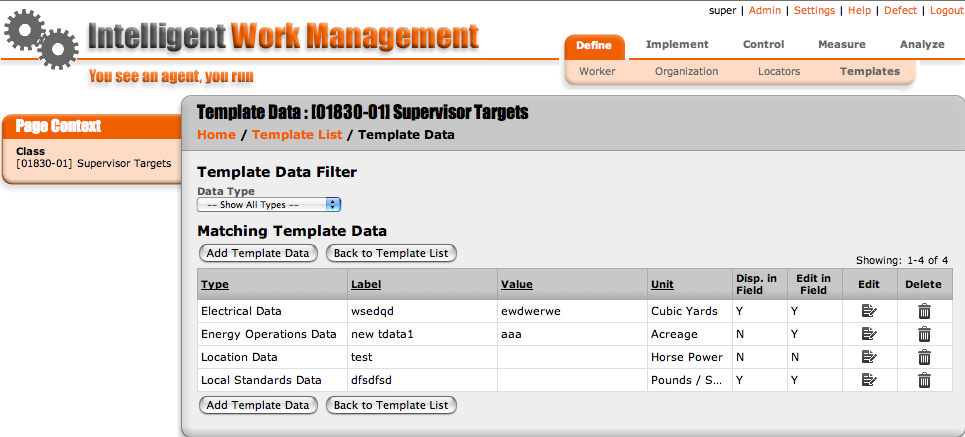 super | Admin | Settings | Help | Defect | Logout
Intelligent Work Management
Define Implement Control Measure Analyze
You see an agent, you run
Worker Organization Locators Templates
Page Context
Class
[01830-01] Supervisor Targets
Template Data : [01830-01] Supervisor Targets
Home / Template List / Template Data
Template Data Filter
Data Type
-- Show All Types --
Matching Template Data
Add Template Data Back to Template List
Showing: 1-4 of 4
Type Label Value Unit Disp. in Field Edit in Field Edit Delete
Electrical Data wsedqd ewdwerwe Cubic Yards Y Y
Energy Operations Data new tdata1 aaa Acreage N Y
Location Data test Horse Power N N
Local Standards Data dfsdfsd Pounds / S... Y Y
Add Template Data Back to Template List